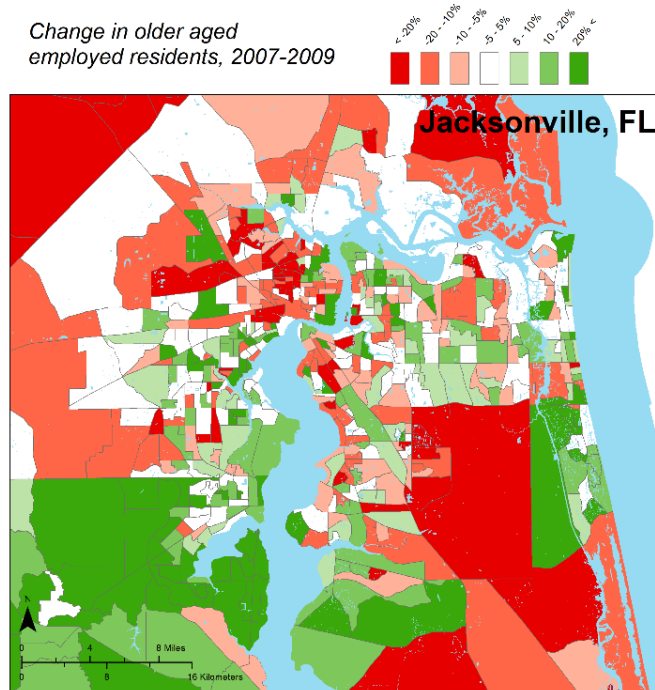 Change in older aged
employed residents, 2007-2009
< -20%
-20 - -10%
-10 - -5%
-5 - 5%
5 - 10%
10 - 20%
20% <
Jacksonville, FL
N
0 4 8 Miles
0 16 Kilometers